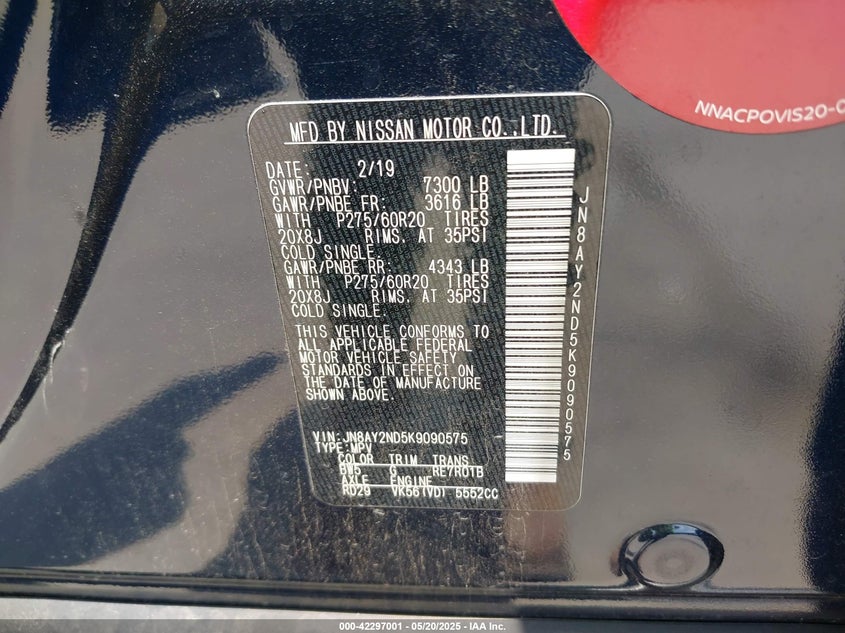 NNACPOVIS20-0
MFD BY NISSAN MOTOR CO.,LTD.
DATE: 2/19
GVWR/PNBV: 7300 LB
GAWR/PNBE FR: 3616 LB
WITH P275/60R20 TIRES
20X8J RIMS. AT 35PSI
COLD SINGLE.
GAWR/PNBE RR: 4343 LB
WITH P275/60R20 TIRES
20X8J RIMS. AT 35PSI
COLD SINGLE.
THIS VEHICLE CONFORMS TO
ALL APPLICABLE FEDERAL
MOTOR VEHICLE SAFETY
STANDARDS IN EFFECT ON
THE DATE OF MANUFACTURE
SHOWN ABOVE.
VIN:JN8AY2ND5K9090575
TYPE:MPV
COLOR TRIM TRANS
BW5 G RE7R01B
AXLE ENGINE
RD29 VK56(VD) 5552CC
JN8AY2ND5K9090575
000-42297001 - 05/20/2025 - IAA Inc.